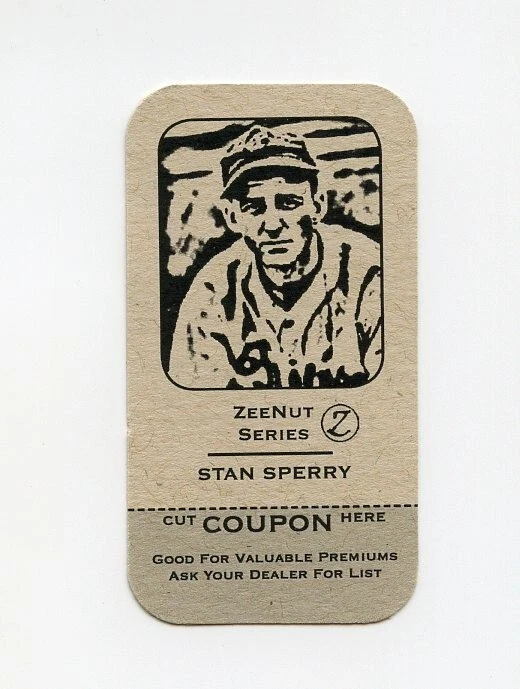 ZEENUT
SERIES Z
STAN SPERRY
CUT COUPON HERE
GOOD FOR VALUABLE PREMIUMS
ASK YOUR DEALER FOR LIST